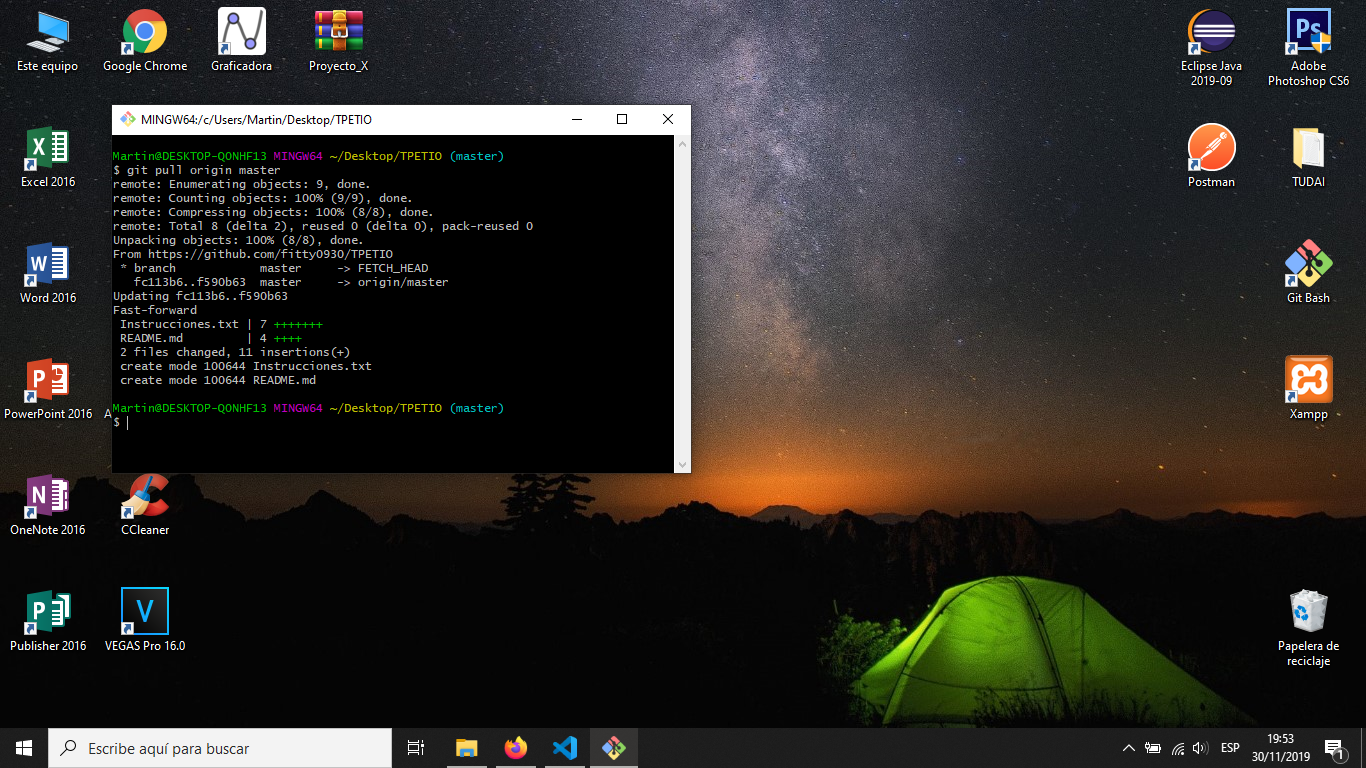 Este equipo
Google Chrome
Graficadora
Proyecto_X
Eclipse Java
2019-09
Ps
Adobe
Photoshop CS6
MINGW64:/c/Users/Martin/Desktop/TPETIO
Martin@DESKTOP-QONHF13 MINGW64 ~/Desktop/TPETIO (master)
$ git pull origin master
remote: Enumerating objects: 9, done.
remote: Counting objects: 100% (9/9), done.
remote: Compressing objects: 100% (8/8), done.
remote: Total 8 (delta 2), reused 0 (delta 0), pack-reused 0
Unpacking objects: 100% (8/8), done.
From https://github.com/fitty0930/TPETIO
 * branch            master     -> FETCH_HEAD
   fc113b6..f590b63  master     -> origin/master
Updating fc113b6..f590b63
Fast-forward
 Instrucciones.txt | 7 +++++++
 README.md         | 4 ++++
 2 files changed, 11 insertions(+)
 create mode 100644 Instrucciones.txt
 create mode 100644 README.md
Martin@DESKTOP-QONHF13 MINGW64 ~/Desktop/TPETIO (master)
$
X
Excel 2016
Postman
TUDAI
W
Word 2016
Git Bash
P
PowerPoint 2016
A
Xampp
N
OneNote 2016
CCleaner
P
Publisher 2016
V
VEGAS Pro 16.0
Papelera de
reciclaje
Escribe aquí para buscar
ESP
19:53
30/11/2019
1